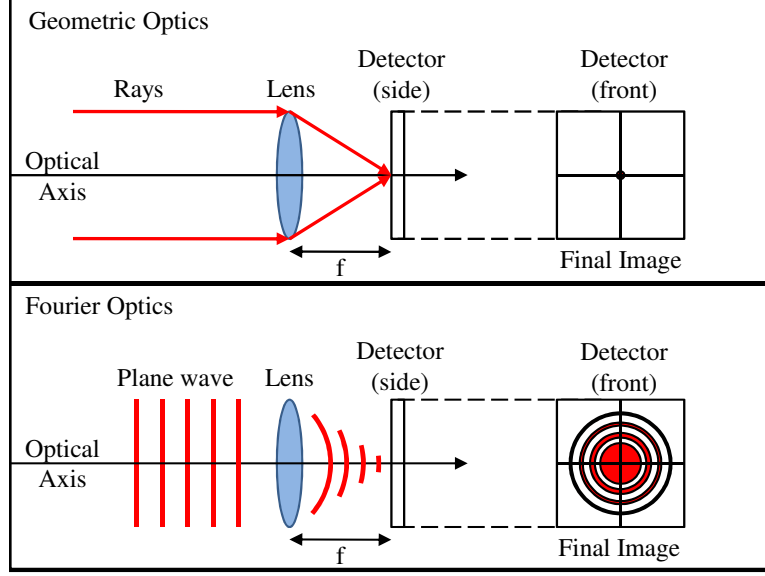 Geometric Optics
Rays
Lens
Detector
(side)
Detector
(front)
Optical
Axis
f
Final Image
Fourier Optics
Plane wave
Lens
Detector
(side)
Detector
(front)
Optical
Axis
f
Final Image